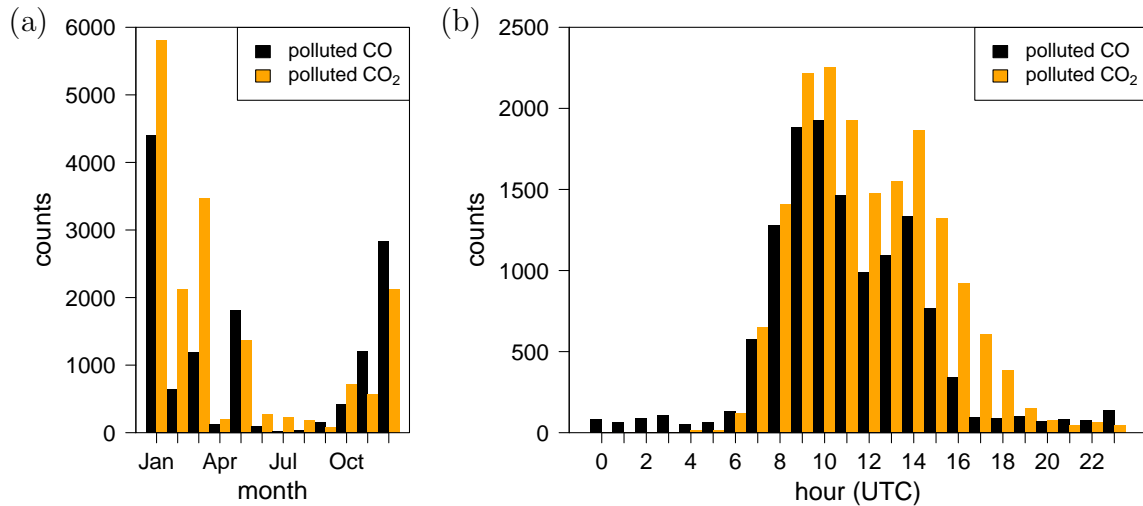 (a)
6000
5000
4000
3000
2000
1000
0
counts
polluted CO
polluted CO₂
Jan Apr Jul Oct
month
(b)
2500
2000
1500
1000
500
0
counts
polluted CO
polluted CO₂
0 2 4 6 8 10 12 14 16 18 20 22
hour (UTC)